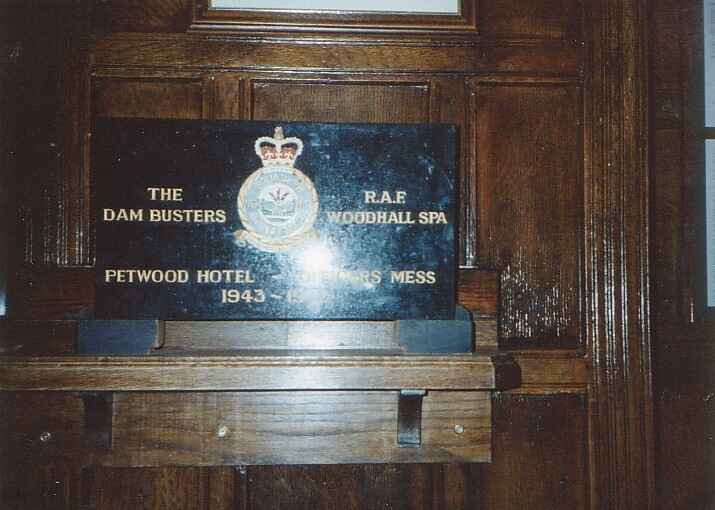 THE
DAM BUSTERS
R.A.F.
WOODHALL SPA
PETWOOD HOTEL - MESS
1943 -